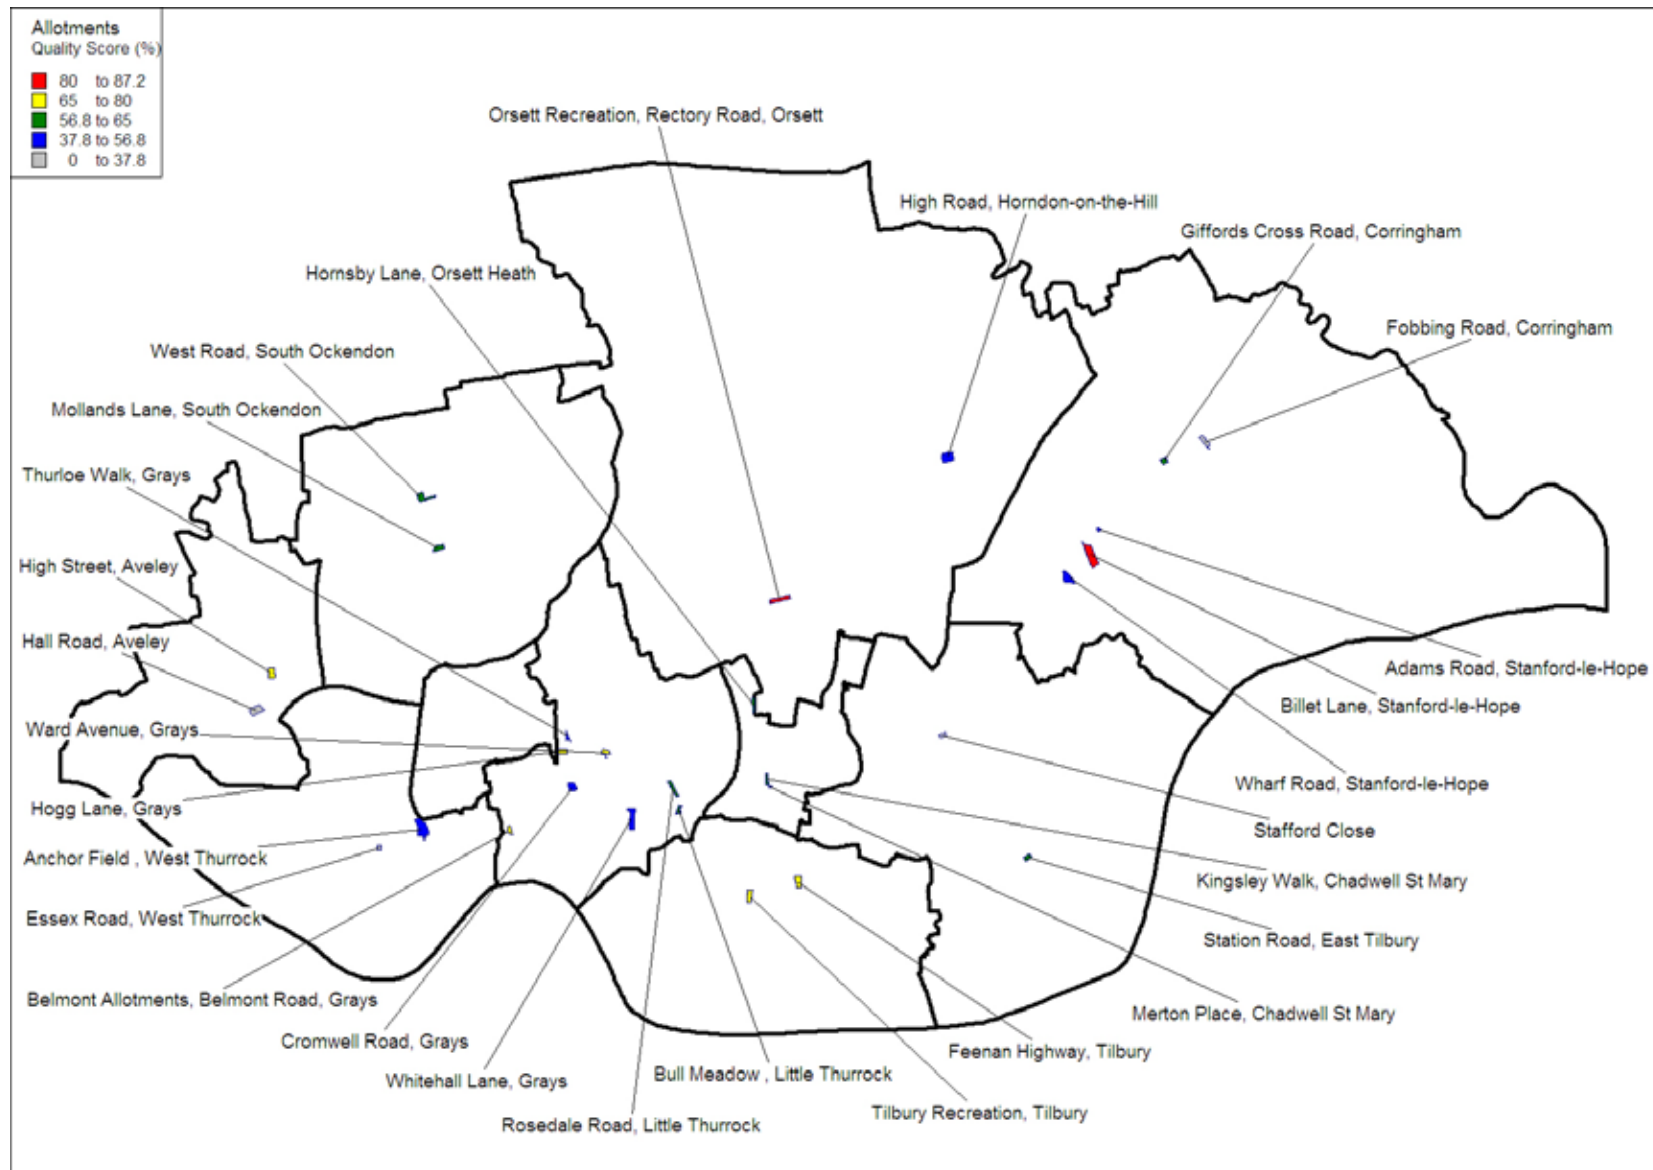 Allotments
Quality Score (%)
80 to 87.2
65 to 80
56.8 to 65
37.8 to 56.8
0 to 37.8
Orsett Recreation, Rectory Road, Orsett
High Road, Horndon-on-the-Hill
Giffords Cross Road, Corringham
Hornsby Lane, Orsett Heath
Fobbing Road, Corringham
West Road, South Ockendon
Mollands Lane, South Ockendon
Thurloe Walk, Grays
High Street, Aveley
Hall Road, Aveley
Adams Road, Stanford-le-Hope
Billet Lane, Stanford-le-Hope
Ward Avenue, Grays
Wharf Road, Stanford-le-Hope
Hogg Lane, Grays
Stafford Close
Anchor Field , West Thurrock
Kingsley Walk, Chadwell St Mary
Essex Road, West Thurrock
Station Road, East Tilbury
Belmont Allotments, Belmont Road, Grays
Merton Place, Chadwell St Mary
Cromwell Road, Grays
Feenan Highway, Tilbury
Whitehall Lane, Grays
Bull Meadow , Little Thurrock
Tilbury Recreation, Tilbury
Rosedale Road, Little Thurrock